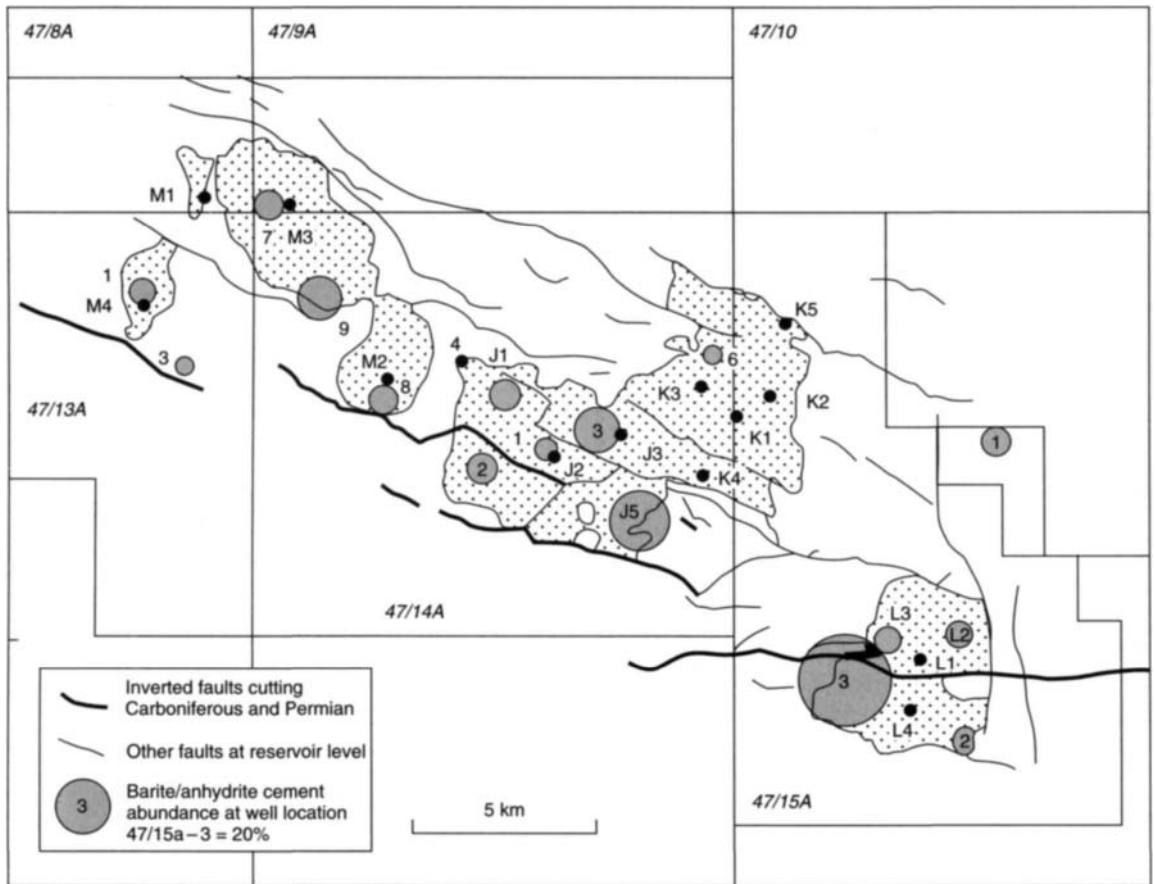 47/8A
47/9A
47/10
M1
7
M3
1
M4
3
9
K5
4
J1
6
M2
8
K3
K2
47/13A
K1
1
3
1
2
J2
J3
K4
J5
47/14A
L3
L2
L1
3
L4
2
47/15A
Inverted faults cutting
Carboniferous and Permian
Other faults at reservoir level
3
Barite/anhydrite cement
abundance at well location
47/15a–3 = 20%
5 km